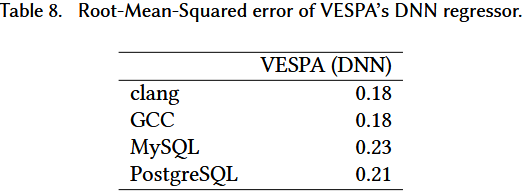 Table 8. Root-Mean-Squared error of VESPA's DNN regressor.
VESPA (DNN)
clang 0.18
GCC 0.18
MySQL 0.23
PostgreSQL 0.21